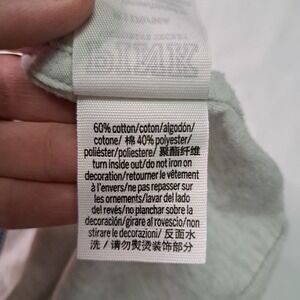 PINK
60% cotton/coton/algodón/
cotone/ 棉 40% polyester/
poliéster/poliestere/ 聚酯纤维
turn inside out/do not iron on
decoration/retourner le vêtement
à l'envers/ne pas repasser sur
les ornements/lavar del lado
del revés/no planchar sobre la
decoración/girare al rovescio/non
stirare le decorazioni/ 反面水
洗 / 请勿熨烫装饰部分